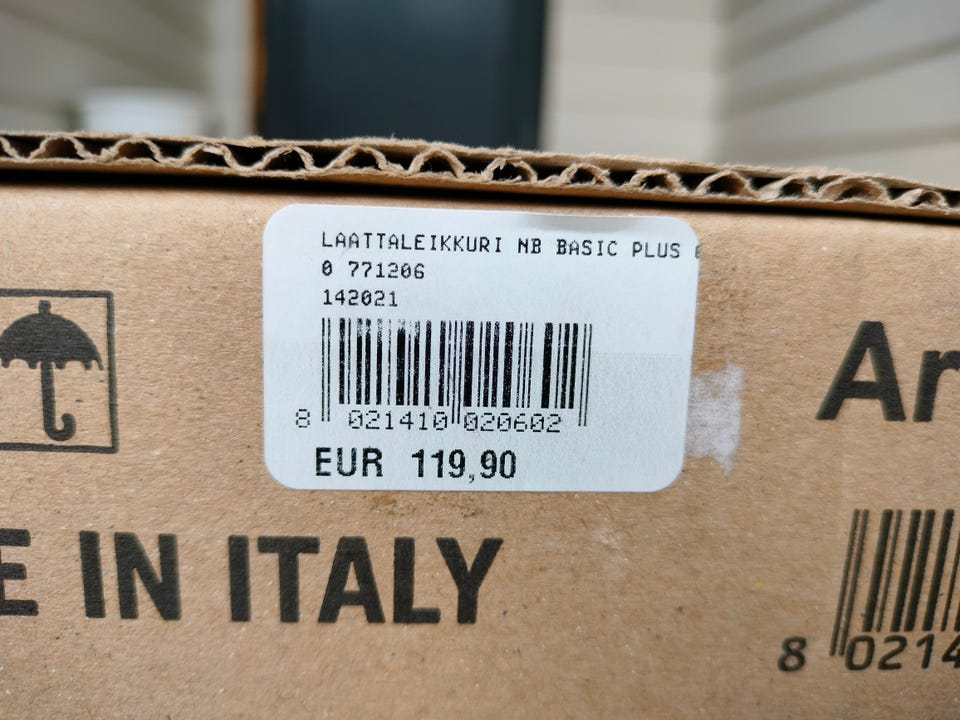 LAATTALEIKKURI NB BASIC PLUS
0 771206
142021
8 021410 020602
EUR 119,90
E IN ITALY
Ar
8 0214